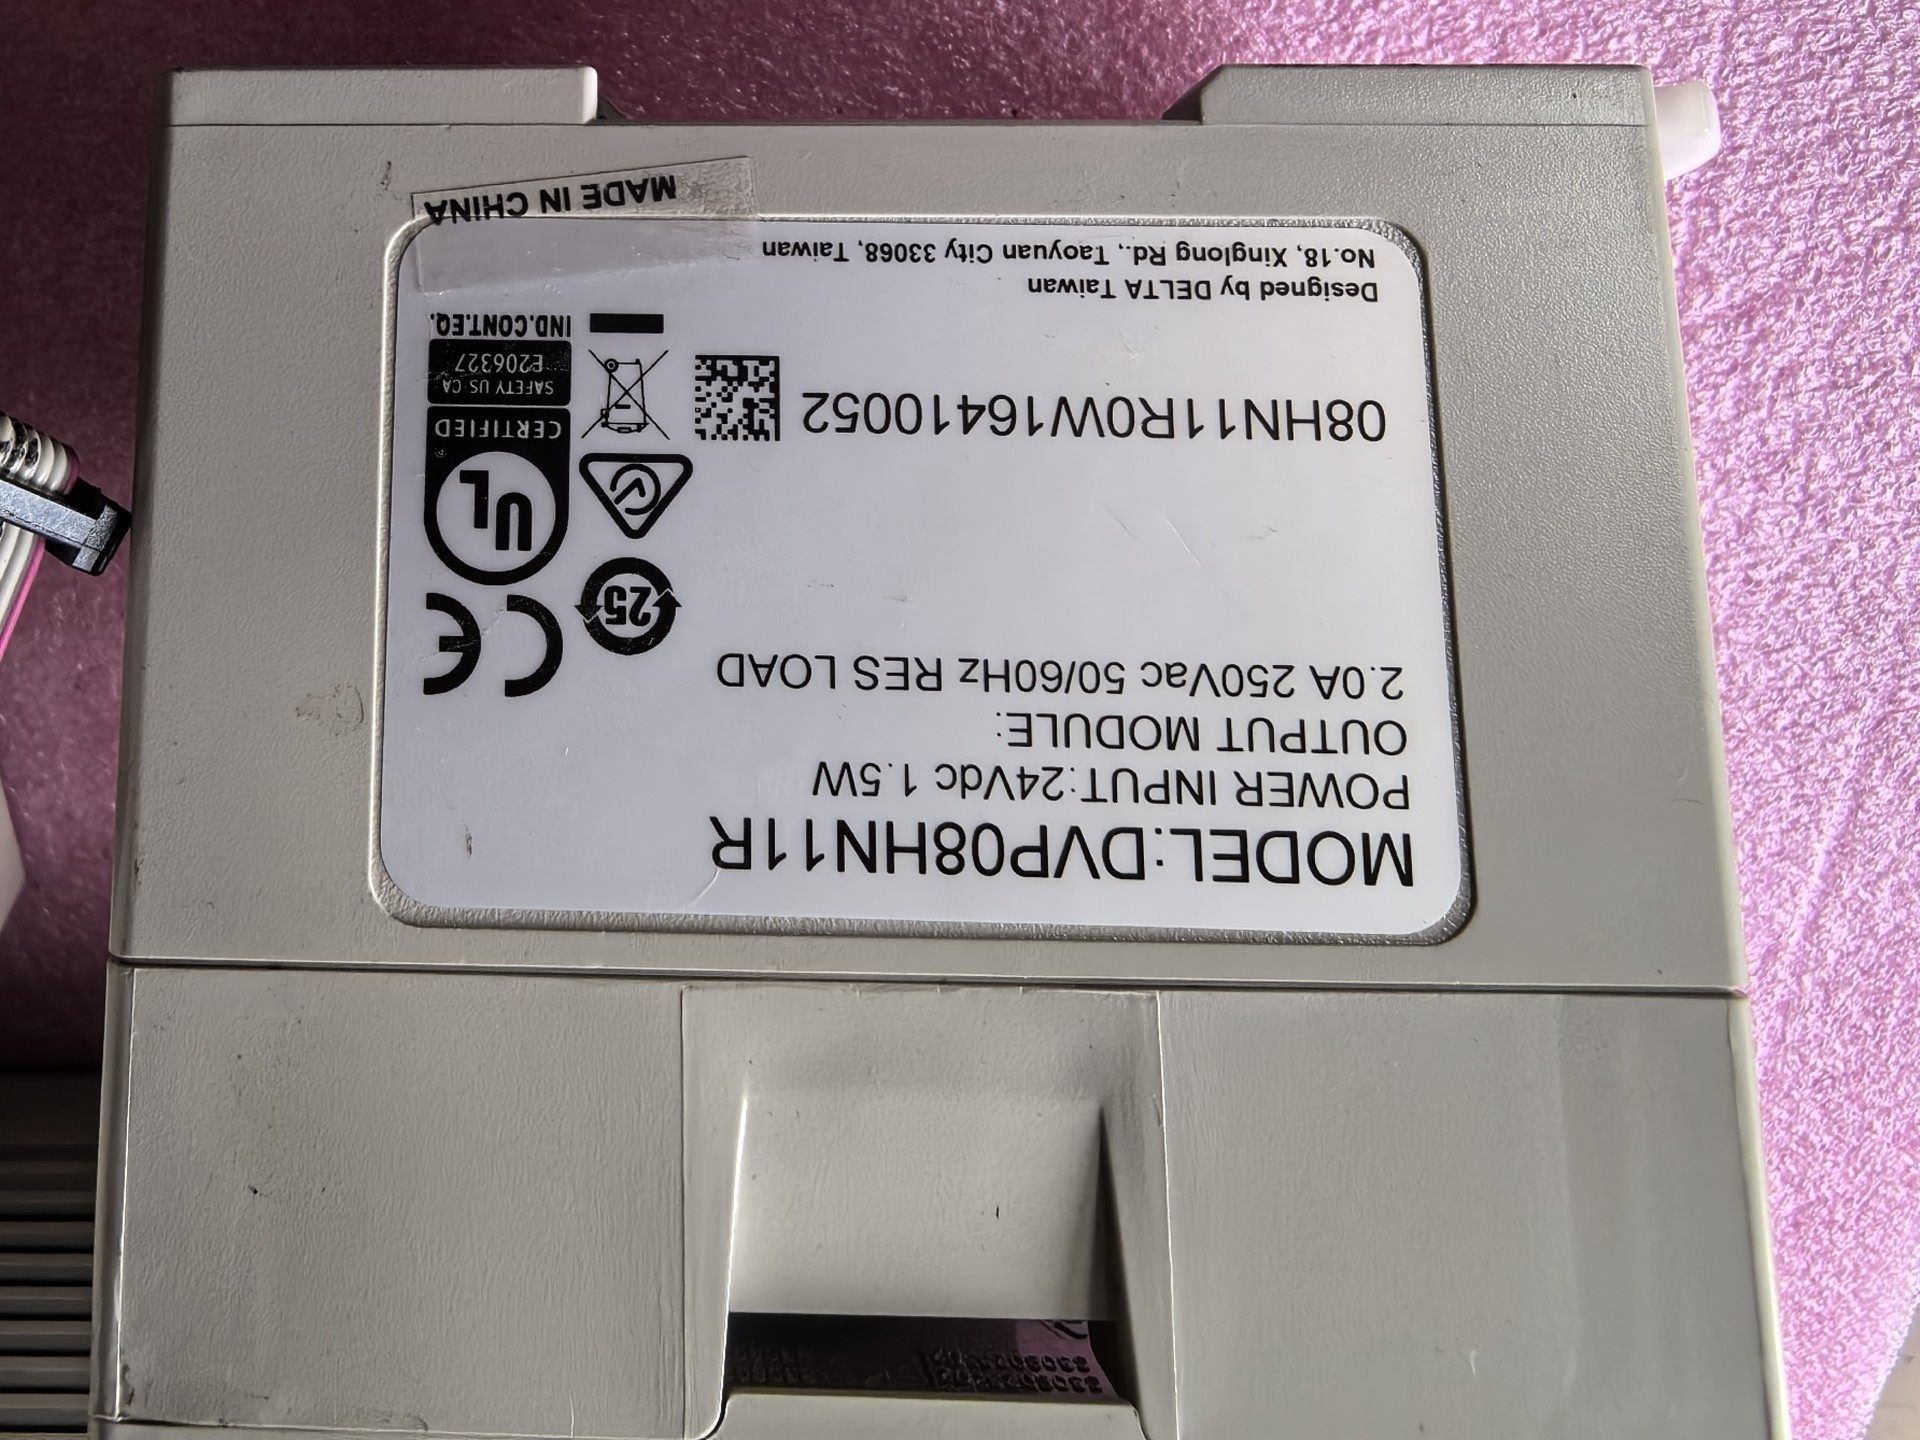 MODEL:DVP08HN11R
POWER INPUT:24Vdc 1.5W
OUTPUT MODULE:
2.0A 250Vac 50/60Hz RES LOAD
CE
25
UL
CERTIFIED
SAFETY US CA
E206327
IND.CONT.EQ.
08HN11R0W16410052
Designed by DELTA Taiwan
No.18, Xinglong Rd., Taoyuan City 33068, Taiwan
MADE IN CHINA